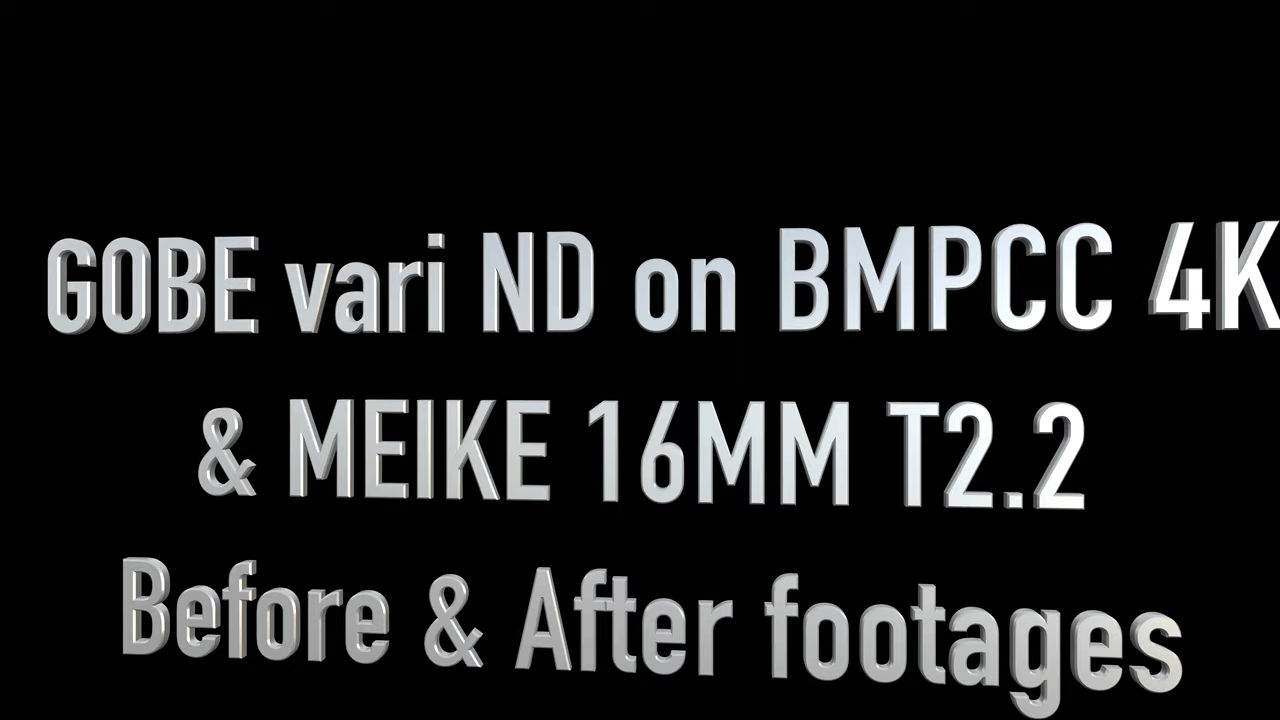 GOBE vari ND on BMPCC 4K
& MEIKE 16MM T2.2
Before & After footages